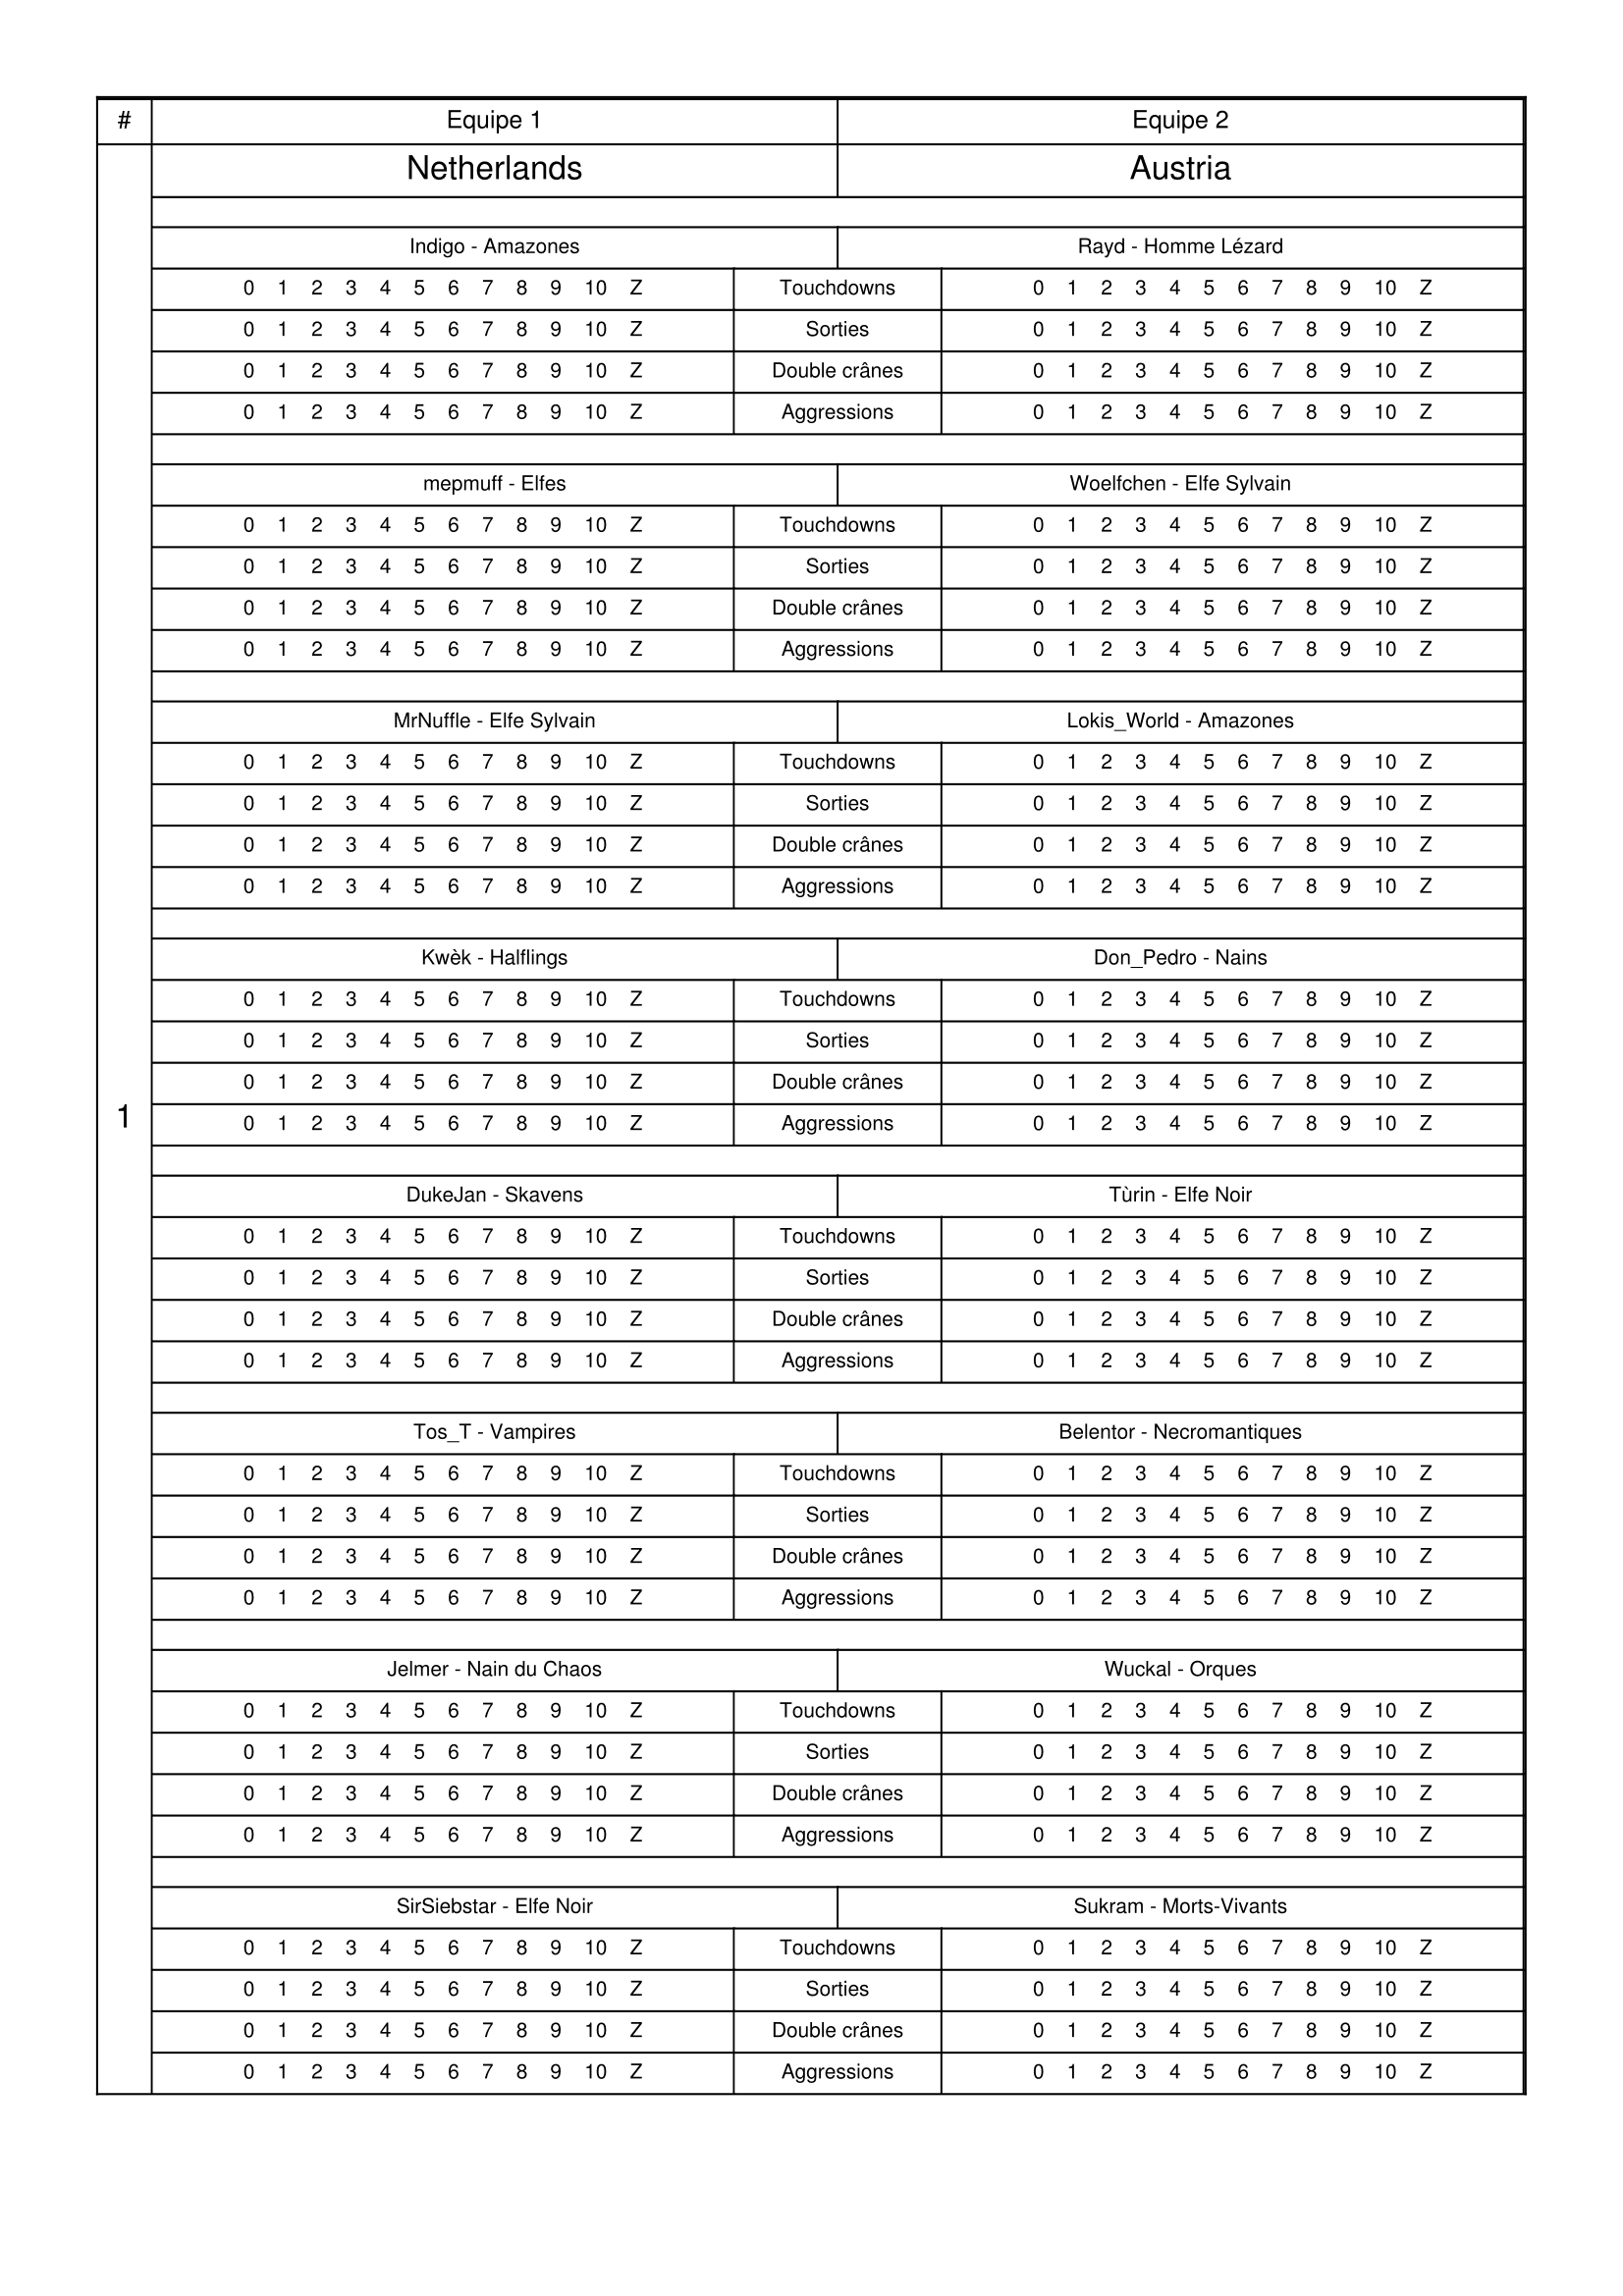 # Equipe 1 Equipe 2
Netherlands Austria
Indigo - Amazones Rayd - Homme Lézard
0 1 2 3 4 5 6 7 8 9 10 Z Touchdowns 0 1 2 3 4 5 6 7 8 9 10 Z
0 1 2 3 4 5 6 7 8 9 10 Z Sorties 0 1 2 3 4 5 6 7 8 9 10 Z
0 1 2 3 4 5 6 7 8 9 10 Z Double crânes 0 1 2 3 4 5 6 7 8 9 10 Z
0 1 2 3 4 5 6 7 8 9 10 Z Aggressions 0 1 2 3 4 5 6 7 8 9 10 Z
mepmuff - Elfes Woelfchen - Elfe Sylvain
0 1 2 3 4 5 6 7 8 9 10 Z Touchdowns 0 1 2 3 4 5 6 7 8 9 10 Z
0 1 2 3 4 5 6 7 8 9 10 Z Sorties 0 1 2 3 4 5 6 7 8 9 10 Z
0 1 2 3 4 5 6 7 8 9 10 Z Double crânes 0 1 2 3 4 5 6 7 8 9 10 Z
0 1 2 3 4 5 6 7 8 9 10 Z Aggressions 0 1 2 3 4 5 6 7 8 9 10 Z
MrNuffle - Elfe Sylvain Lokis_World - Amazones
0 1 2 3 4 5 6 7 8 9 10 Z Touchdowns 0 1 2 3 4 5 6 7 8 9 10 Z
0 1 2 3 4 5 6 7 8 9 10 Z Sorties 0 1 2 3 4 5 6 7 8 9 10 Z
0 1 2 3 4 5 6 7 8 9 10 Z Double crânes 0 1 2 3 4 5 6 7 8 9 10 Z
0 1 2 3 4 5 6 7 8 9 10 Z Aggressions 0 1 2 3 4 5 6 7 8 9 10 Z
Kwèk - Halflings Don_Pedro - Nains
0 1 2 3 4 5 6 7 8 9 10 Z Touchdowns 0 1 2 3 4 5 6 7 8 9 10 Z
0 1 2 3 4 5 6 7 8 9 10 Z Sorties 0 1 2 3 4 5 6 7 8 9 10 Z
0 1 2 3 4 5 6 7 8 9 10 Z Double crânes 0 1 2 3 4 5 6 7 8 9 10 Z
1 0 1 2 3 4 5 6 7 8 9 10 Z Aggressions 0 1 2 3 4 5 6 7 8 9 10 Z
DukeJan - Skavens Tùrin - Elfe Noir
0 1 2 3 4 5 6 7 8 9 10 Z Touchdowns 0 1 2 3 4 5 6 7 8 9 10 Z
0 1 2 3 4 5 6 7 8 9 10 Z Sorties 0 1 2 3 4 5 6 7 8 9 10 Z
0 1 2 3 4 5 6 7 8 9 10 Z Double crânes 0 1 2 3 4 5 6 7 8 9 10 Z
0 1 2 3 4 5 6 7 8 9 10 Z Aggressions 0 1 2 3 4 5 6 7 8 9 10 Z
Tos_T - Vampires Belentor - Necromantiques
0 1 2 3 4 5 6 7 8 9 10 Z Touchdowns 0 1 2 3 4 5 6 7 8 9 10 Z
0 1 2 3 4 5 6 7 8 9 10 Z Sorties 0 1 2 3 4 5 6 7 8 9 10 Z
0 1 2 3 4 5 6 7 8 9 10 Z Double crânes 0 1 2 3 4 5 6 7 8 9 10 Z
0 1 2 3 4 5 6 7 8 9 10 Z Aggressions 0 1 2 3 4 5 6 7 8 9 10 Z
Jelmer - Nain du Chaos Wuckal - Orques
0 1 2 3 4 5 6 7 8 9 10 Z Touchdowns 0 1 2 3 4 5 6 7 8 9 10 Z
0 1 2 3 4 5 6 7 8 9 10 Z Sorties 0 1 2 3 4 5 6 7 8 9 10 Z
0 1 2 3 4 5 6 7 8 9 10 Z Double crânes 0 1 2 3 4 5 6 7 8 9 10 Z
0 1 2 3 4 5 6 7 8 9 10 Z Aggressions 0 1 2 3 4 5 6 7 8 9 10 Z
SirSiebstar - Elfe Noir Sukram - Morts-Vivants
0 1 2 3 4 5 6 7 8 9 10 Z Touchdowns 0 1 2 3 4 5 6 7 8 9 10 Z
0 1 2 3 4 5 6 7 8 9 10 Z Sorties 0 1 2 3 4 5 6 7 8 9 10 Z
0 1 2 3 4 5 6 7 8 9 10 Z Double crânes 0 1 2 3 4 5 6 7 8 9 10 Z
0 1 2 3 4 5 6 7 8 9 10 Z Aggressions 0 1 2 3 4 5 6 7 8 9 10 Z